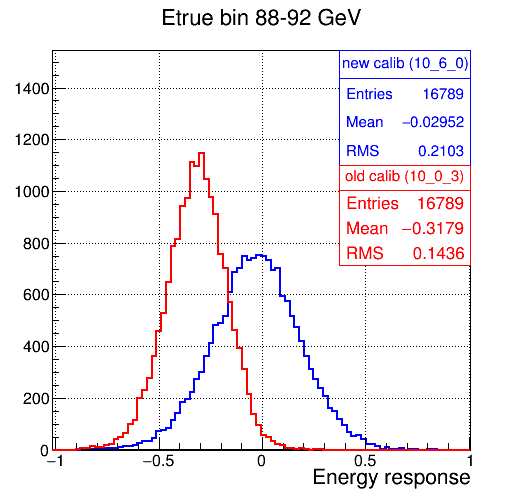 Etrue bin 88-92 GeV
new calib (10_6_0)
Entries 16789
Mean −0.02952
RMS 0.2103
old calib (10_0_3)
Entries 16789
Mean −0.3179
RMS 0.1436
1400
1200
1000
800
600
400
200
0
−1 −0.5 0 0.5 1
Energy response